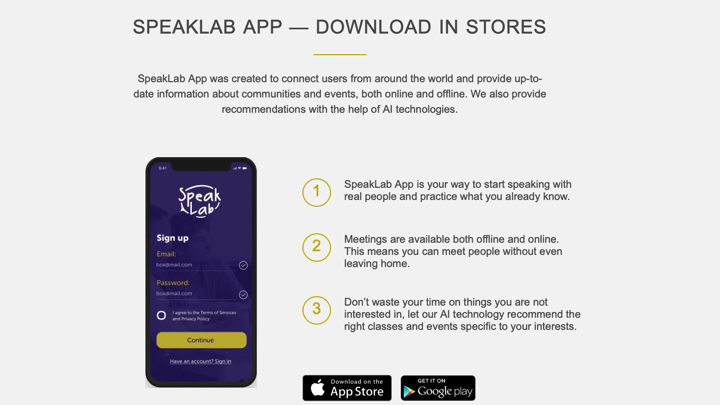 SPEAKLAB APP — DOWNLOAD IN STORES
SpeakLab App was created to connect users from around the world and provide up-to-
date information about communities and events, both online and offline. We also provide
recommendations with the help of AI technologies.
9:41
Speak
Lab
Sign up
Email:
box@mail.com
Password:
box@mail.com
I agree to the Terms of Services
and Privacy Policy
Continue
Have an account? Sign in
1
SpeakLab App is your way to start speaking with
real people and practice what you already know.
2
Meetings are available both offline and online.
This means you can meet people without even
leaving home.
3
Don’t waste your time on things you are not
interested in, let our AI technology recommend the
right classes and events specific to your interests.
Download on the
App Store
GET IT ON
Google play